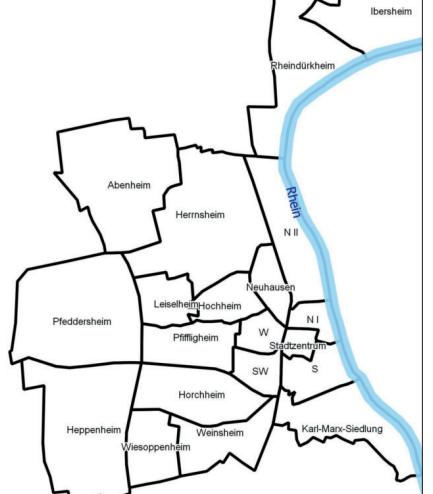 Ibersheim
Rheindürkheim
Abenheim
Rhein
Herrnsheim
N II
Neuhausen
Leiselheim
Hochheim
N I
Pfeddersheim
Pfiffligheim
W
Stadtzentrum
SW
S
Horchheim
Heppenheim
Weinsheim
Karl-Marx-Siedlung
Wiesoppenheim